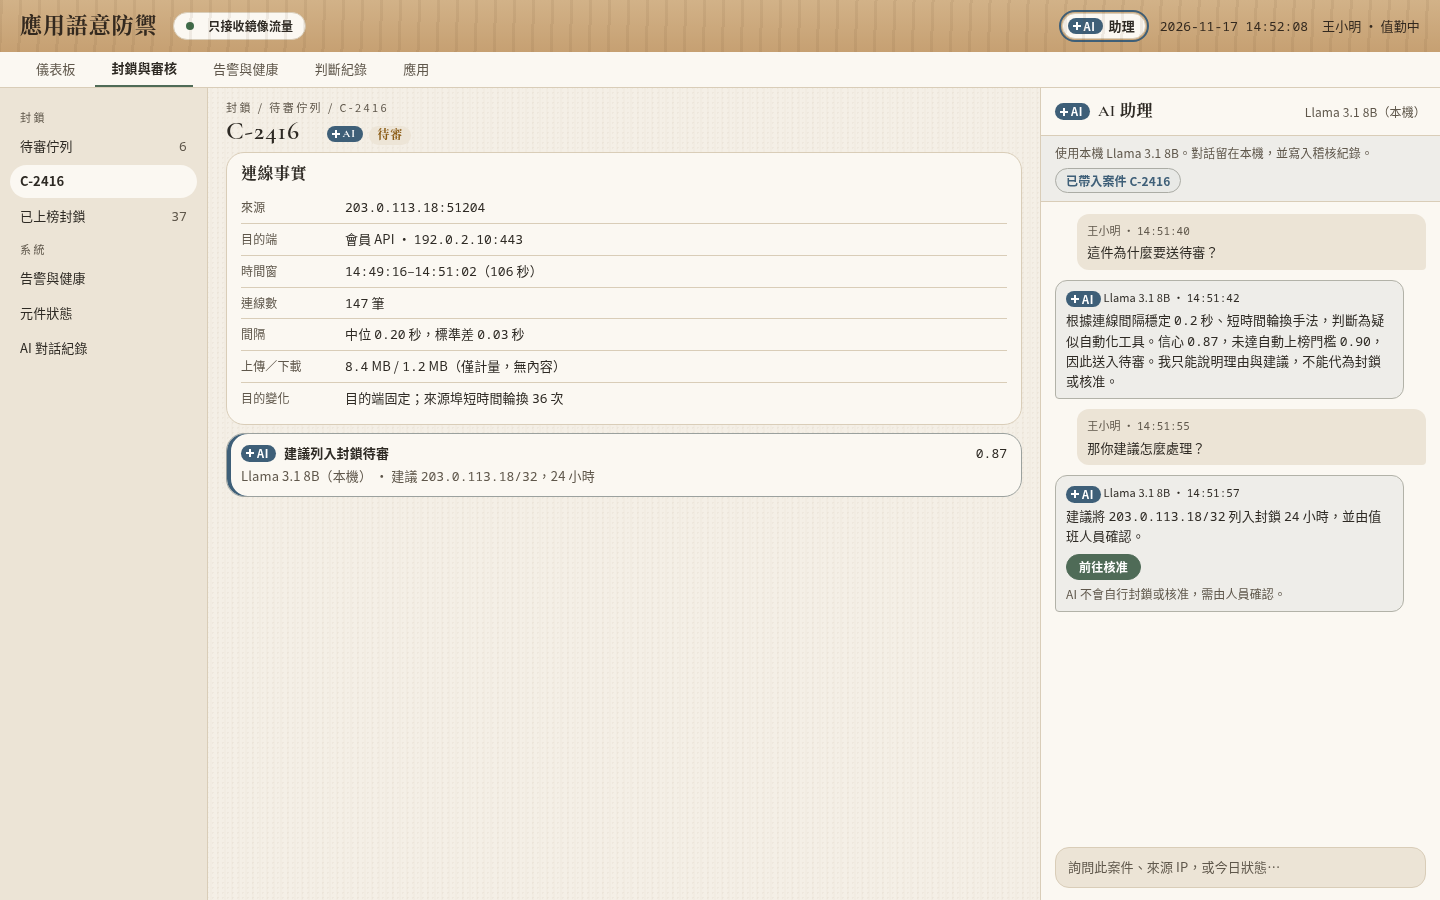 應用語意防禦
只接收鏡像流量
AI 助理
2026-11-17 14:52:08
王小明・值勤中
儀表板
封鎖與審核
告警與健康
判斷紀錄
應用
封鎖
待審佇列 6
C-2416
已上榜封鎖 37
系統
告警與健康
元件狀態
AI 對話紀錄
封鎖 / 待審佇列 / C-2416
C-2416
AI
待審
連線事實
來源 203.0.113.18:51204
目的端 會員 API・192.0.2.10:443
時間窗 14:49:16–14:51:02（106 秒）
連線數 147 筆
間隔 中位 0.20 秒，標準差 0.03 秒
上傳／下載 8.4 MB / 1.2 MB（僅計量，無內容）
目的變化 目的端固定；來源埠短時間輪換 36 次
AI 建議列入封鎖待審 0.87
Llama 3.1 8B（本機）・建議 203.0.113.18/32，24 小時
AI AI 助理 Llama 3.1 8B（本機）
使用本機 Llama 3.1 8B。對話留在本機，並寫入稽核紀錄。
已帶入案件 C-2416
王小明・14:51:40
這件為什麼要送待審？
AI Llama 3.1 8B・14:51:42
根據連線間隔穩定 0.2 秒、短時間輪換手法，判斷為疑
似自動化工具。信心 0.87，未達自動上榜門檻 0.90，
因此送入待審。我只能說明理由與建議，不能代為封鎖
或核准。
王小明・14:51:55
那你建議怎麼處理？
AI Llama 3.1 8B・14:51:57
建議將 203.0.113.18/32 列入封鎖 24 小時，並由值
班人員確認。
前往核准
AI 不會自行封鎖或核准，需由人員確認。
詢問此案件、來源 IP，或今日狀態…